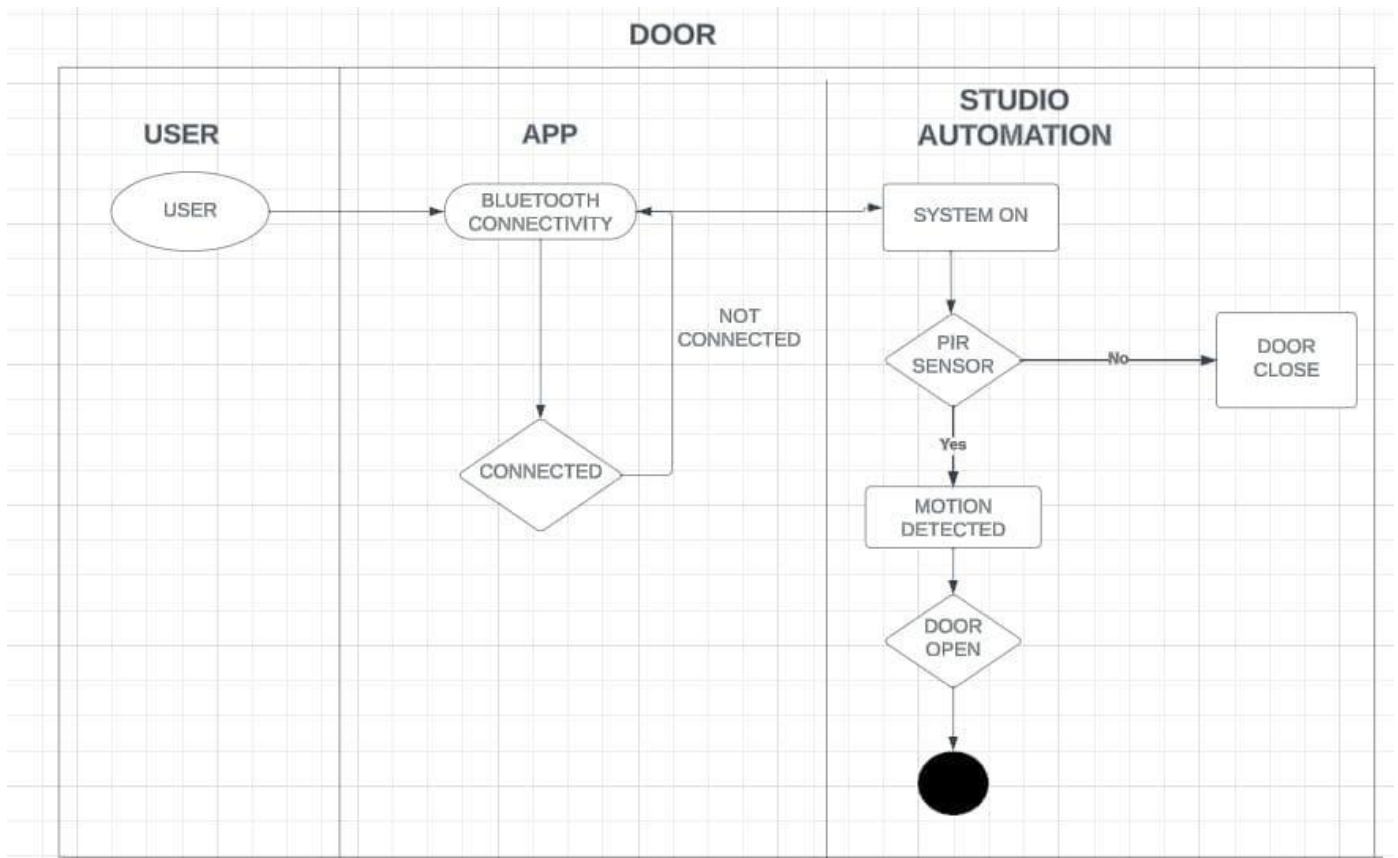 DOOR
USER
APP
STUDIO
AUTOMATION
USER
BLUETOOTH
CONNECTIVITY
SYSTEM ON
NOT
CONNECTED
PIR
SENSOR
No
DOOR
CLOSE
Yes
CONNECTED
MOTION
DETECTED
DOOR
OPEN